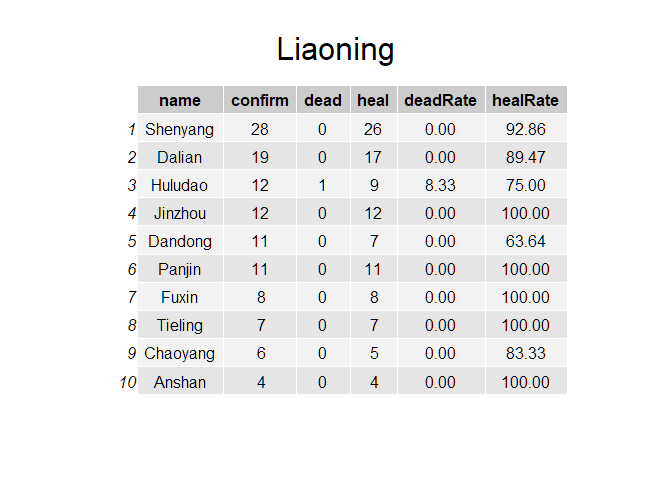 Liaoning
name confirm dead heal deadRate healRate
1 Shenyang 28 0 26 0.00 92.86
2 Dalian 19 0 17 0.00 89.47
3 Huludao 12 1 9 8.33 75.00
4 Jinzhou 12 0 12 0.00 100.00
5 Dandong 11 0 7 0.00 63.64
6 Panjin 11 0 11 0.00 100.00
7 Fuxin 8 0 8 0.00 100.00
8 Tieling 7 0 7 0.00 100.00
9 Chaoyang 6 0 5 0.00 83.33
10 Anshan 4 0 4 0.00 100.00